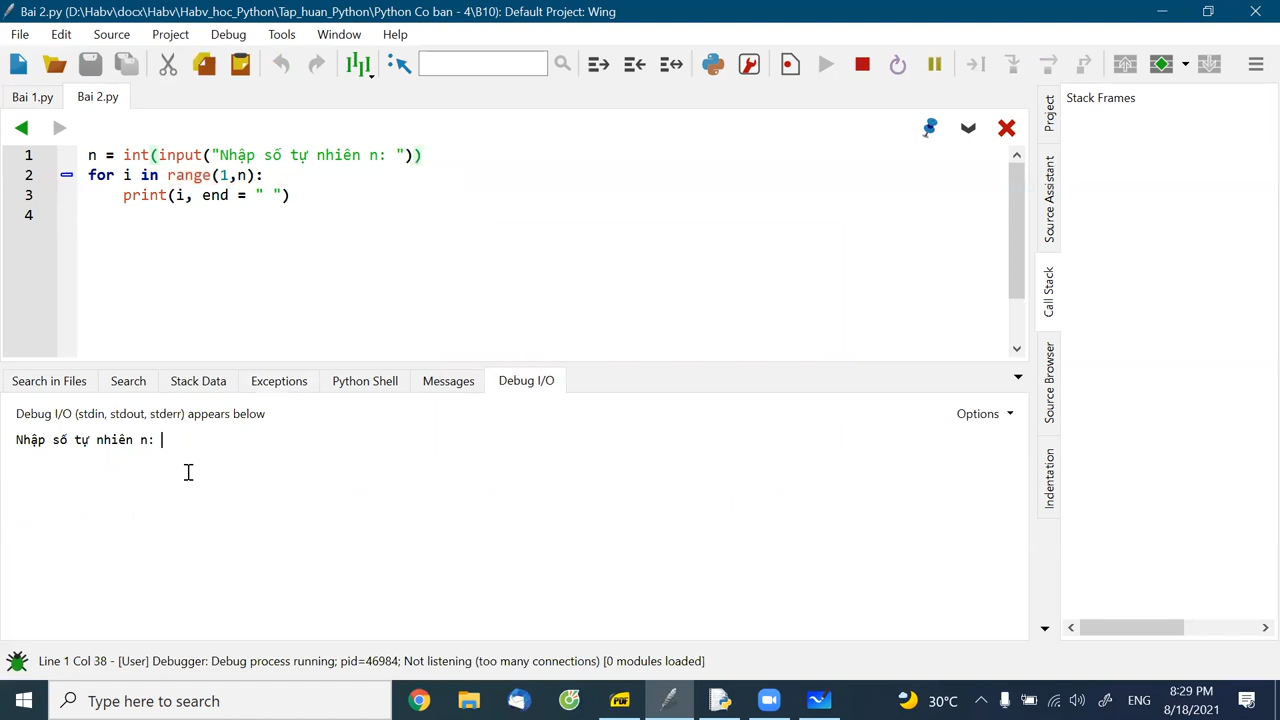 Bai 2.py (D:\Habv\docx\Habv\Habv_hoc_Python\Tap_huan_Python\Python Co ban - 4\B10): Default Project: Wing
File Edit Source Project Debug Tools Window Help
Bai 1.py Bai 2.py
Stack Frames
1 n = int(input("Nhập số tự nhiên n: "))
2 for i in range(1,n):
3 print(i, end = " ")
4
Project
Source Assistant
Call Stack
Source Browser
Indentation
Search in Files Search Stack Data Exceptions Python Shell Messages Debug I/O
Debug I/O (stdin, stdout, stderr) appears below Options
Nhập số tự nhiên n:
Line 1 Col 38 - [User] Debugger: Debug process running; pid=46984; Not listening (too many connections) [0 modules loaded]
Type here to search PDF 30°C ENG 8:29 PM
8/18/2021